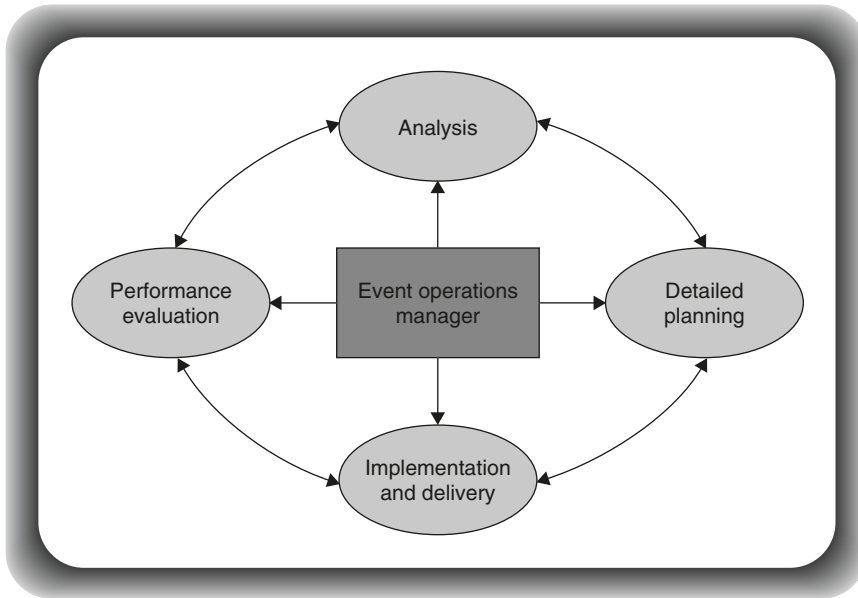 Analysis
Performance
evaluation
Event operations
manager
Detailed
planning
Implementation
and delivery